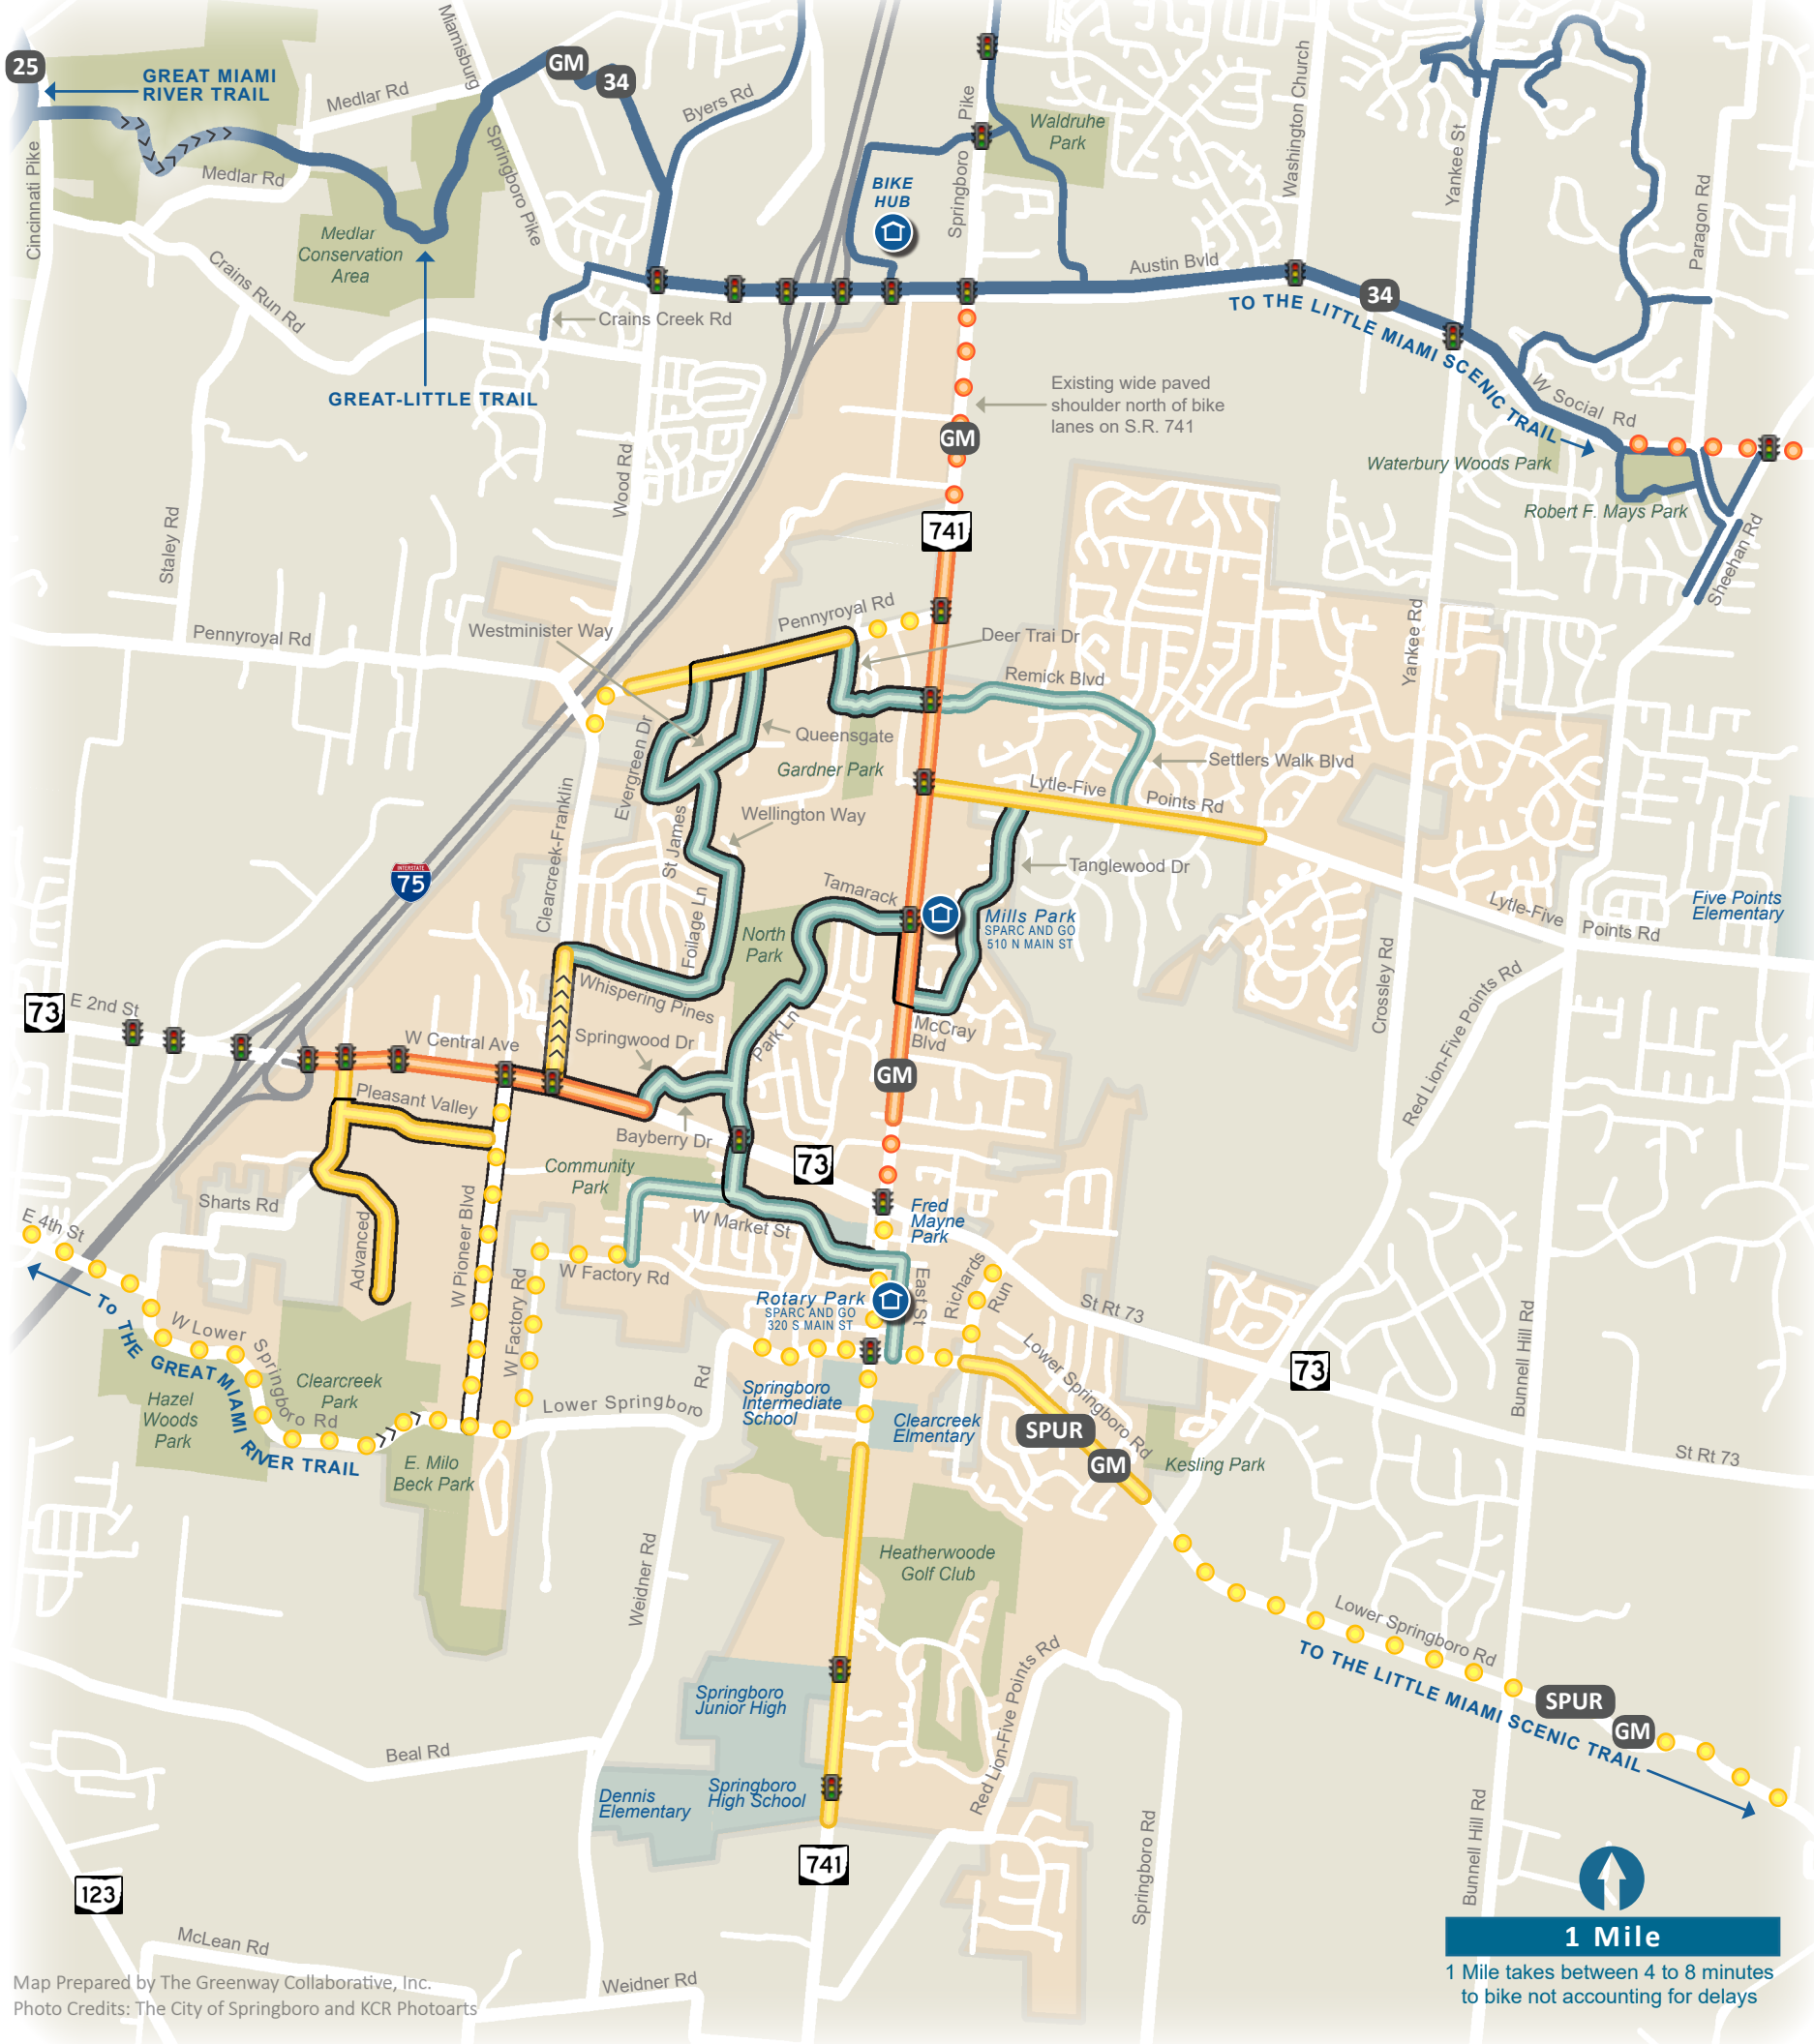 25
GREAT MIAMI
RIVER TRAIL
Medlar Rd
Miamisburg
Springboro Pike
GM
34
Byers Rd
Cincinnati Pike
Medlar Rd
Medlar
Conservation
Area
Crains Run Rd
GREAT-LITTLE TRAIL
Crains Creek Rd
BIKE
HUB
Springboro Pike
Waldruhe
Park
Washington Church
Yankee St
Paragon Rd
Austin Bvld
34
TO THE LITTLE MIAMI SCENIC TRAIL
W Social Rd
Existing wide paved
shoulder north of bike
lanes on S.R. 741
GM
Waterbury Woods Park
Robert F. Mays Park
Sheehan Rd
741
Staley Rd
Wood Rd
Pennyroyal Rd
Westminister Way
Pennyroyal Rd
Deer Trai Dr
Remick Blvd
Yankee Rd
Queensgate
Gardner Park
Evergreen Dr
Settlers Walk Blvd
Lytle-Five Points Rd
Clearcreek-Franklin
St James
Wellington Way
Tanglewood Dr
INTERSTATE
75
Tamarack
Foilage Ln
North
Park
Mills Park
SPARC AND GO
510 N MAIN ST
Five Points
Elementary
Lytle-Five Points Rd
Crossley Rd
Red Lion-Five Points Rd
73
E 2nd St
W Central Ave
Whispering Pines
Springwood Dr
Park Ln
McCray
Blvd
GM
Pleasant Valley
Bayberry Dr
73
Community
Park
Sharts Rd
E 4th St
Advanced
W Pioneer Blvd
W Market St
Fred
Mayne
Park
W Factory Rd
W Factory Rd
East St
Richards Run
St Rt 73
Rotary Park
SPARC AND GO
320 S MAIN ST
TO THE GREAT MIAMI RIVER TRAIL
W Lower Springboro Rd
Hazel
Woods
Park
Clearcreek
Park
E. Milo
Beck Park
Lower Springboro Rd
Springboro
Intermediate
School
Clearcreek
Elmentary
Lower Springboro Rd
SPUR
GM
Kesling Park
73
Bunnell Hill Rd
St Rt 73
Heatherwoode
Golf Club
Weidner Rd
Lower Springboro Rd
TO THE LITTLE MIAMI SCENIC TRAIL
SPUR
GM
Red Lion-Five Points Rd
Springboro
Junior High
Beal Rd
Dennis
Elementary
Springboro
High School
741
Springboro Rd
Bunnell Hill Rd
123
McLean Rd
Weidner Rd
1 Mile
1 Mile takes between 4 to 8 minutes
to bike not accounting for delays
Map Prepared by The Greenway Collaborative, Inc.
Photo Credits: The City of Springboro and KCR Photoarts